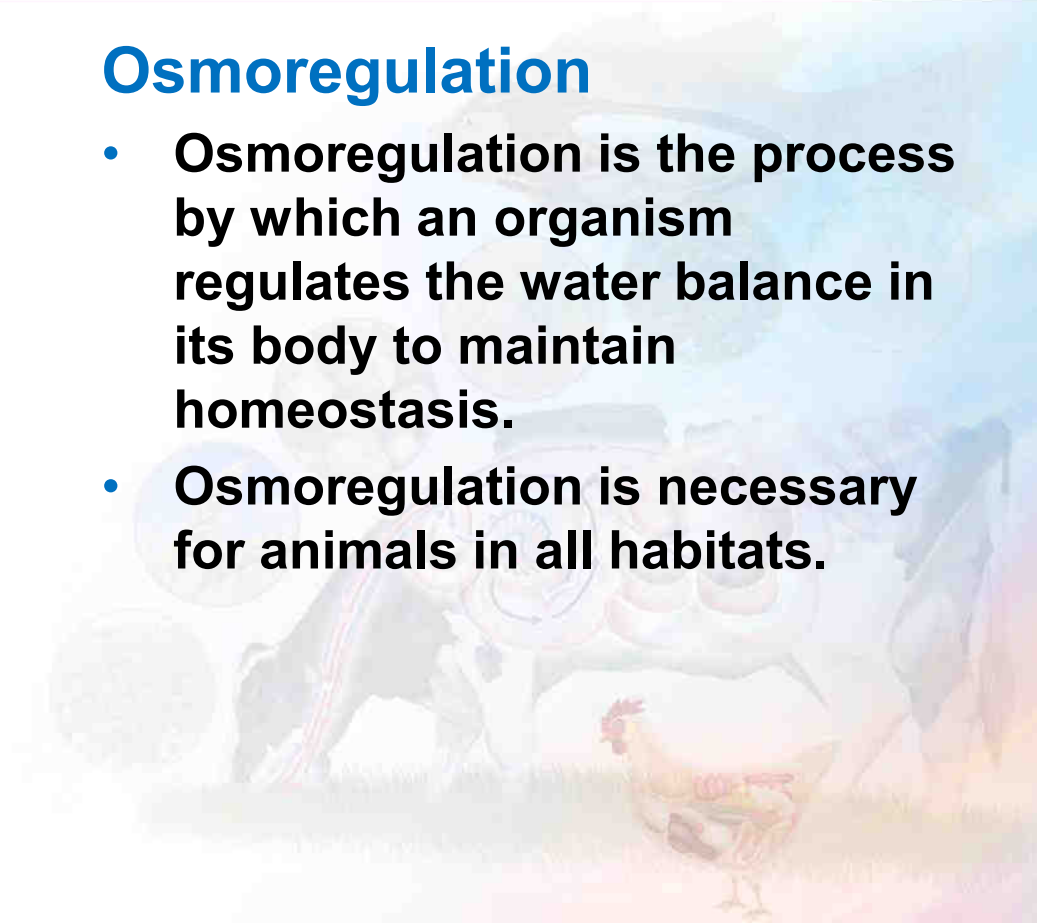 Osmoregulation
• Osmoregulation is the process
by which an organism
regulates the water balance in
its body to maintain
homeostasis.
• Osmoregulation is necessary
for animals in all habitats.